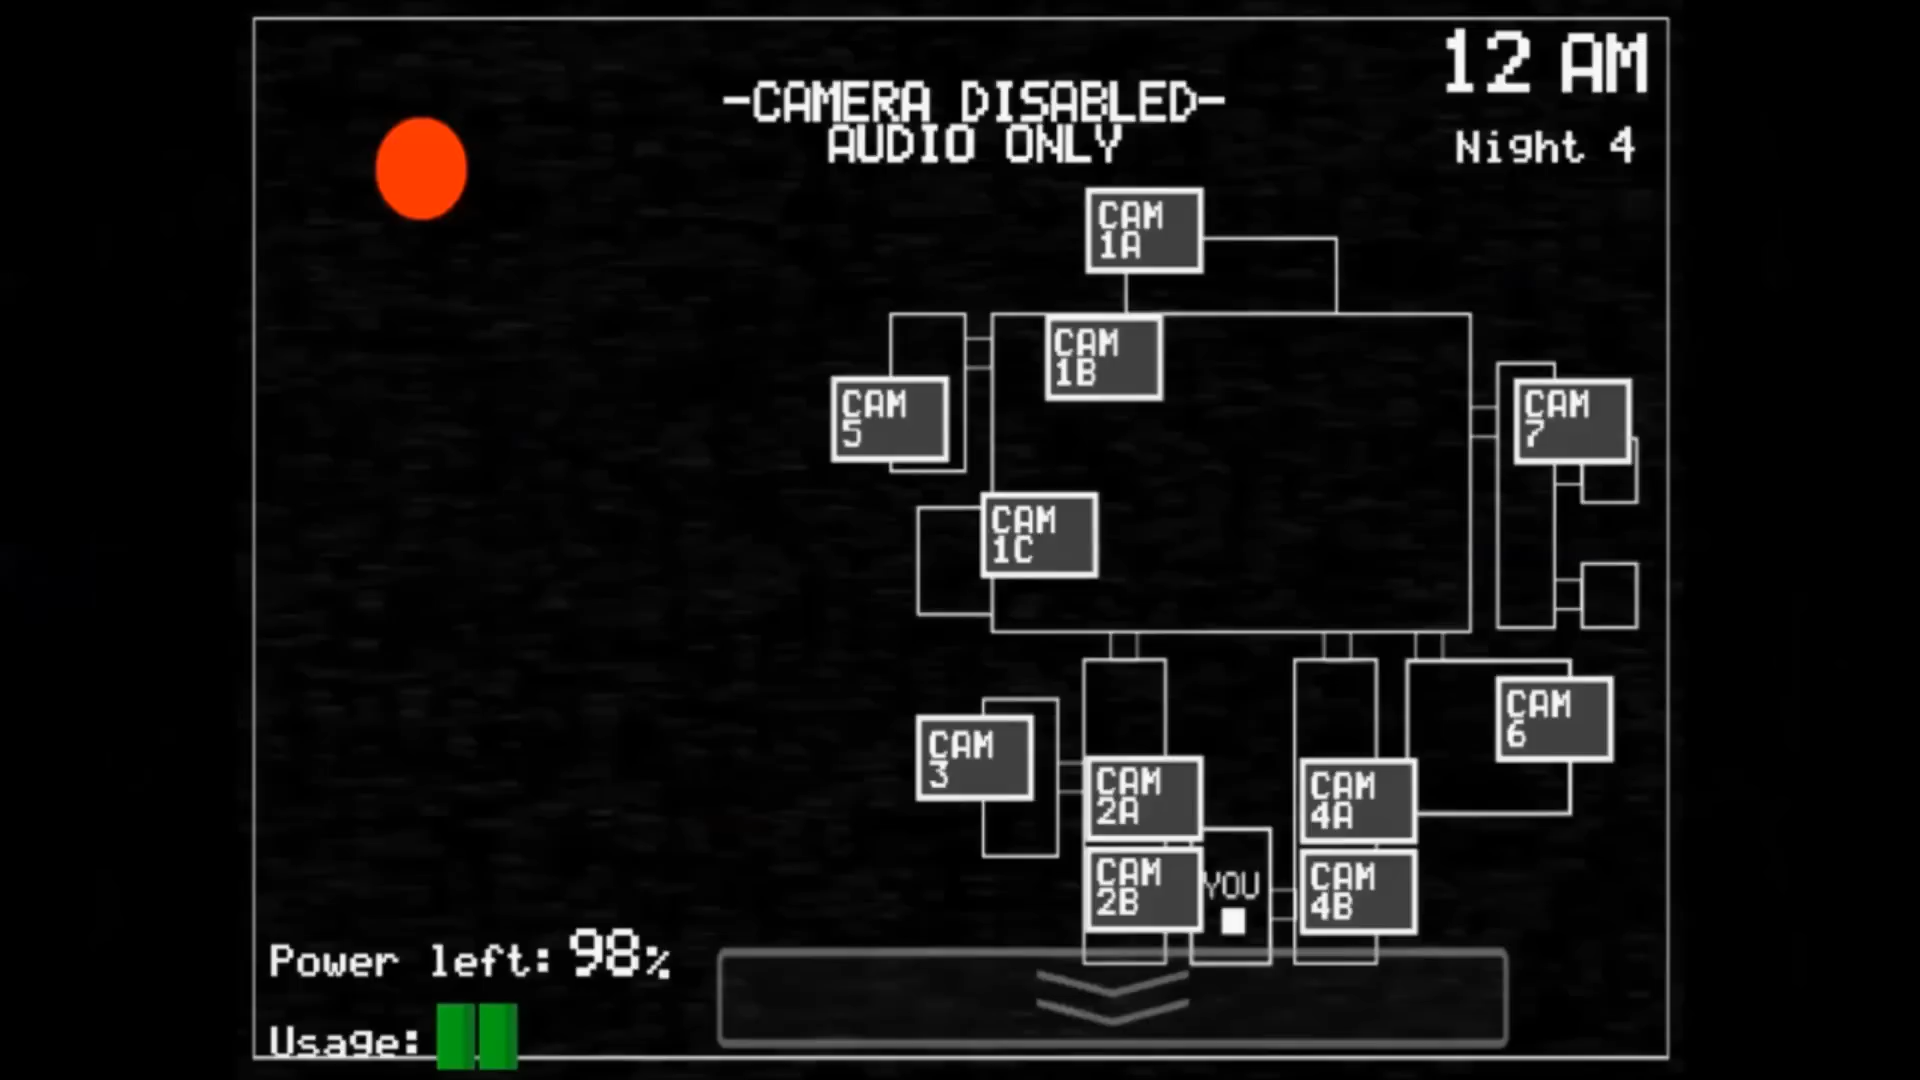 12 AM
-CAMERA DISABLED-
AUDIO ONLY
Night 4
CAM
1A
CAM
1B
CAM
5
CAM
7
CAM
1C
CAM
6
CAM
3
CAM
2A
CAM
4A
CAM
2B
YOU
CAM
4B
Power left: 98%
Usage: